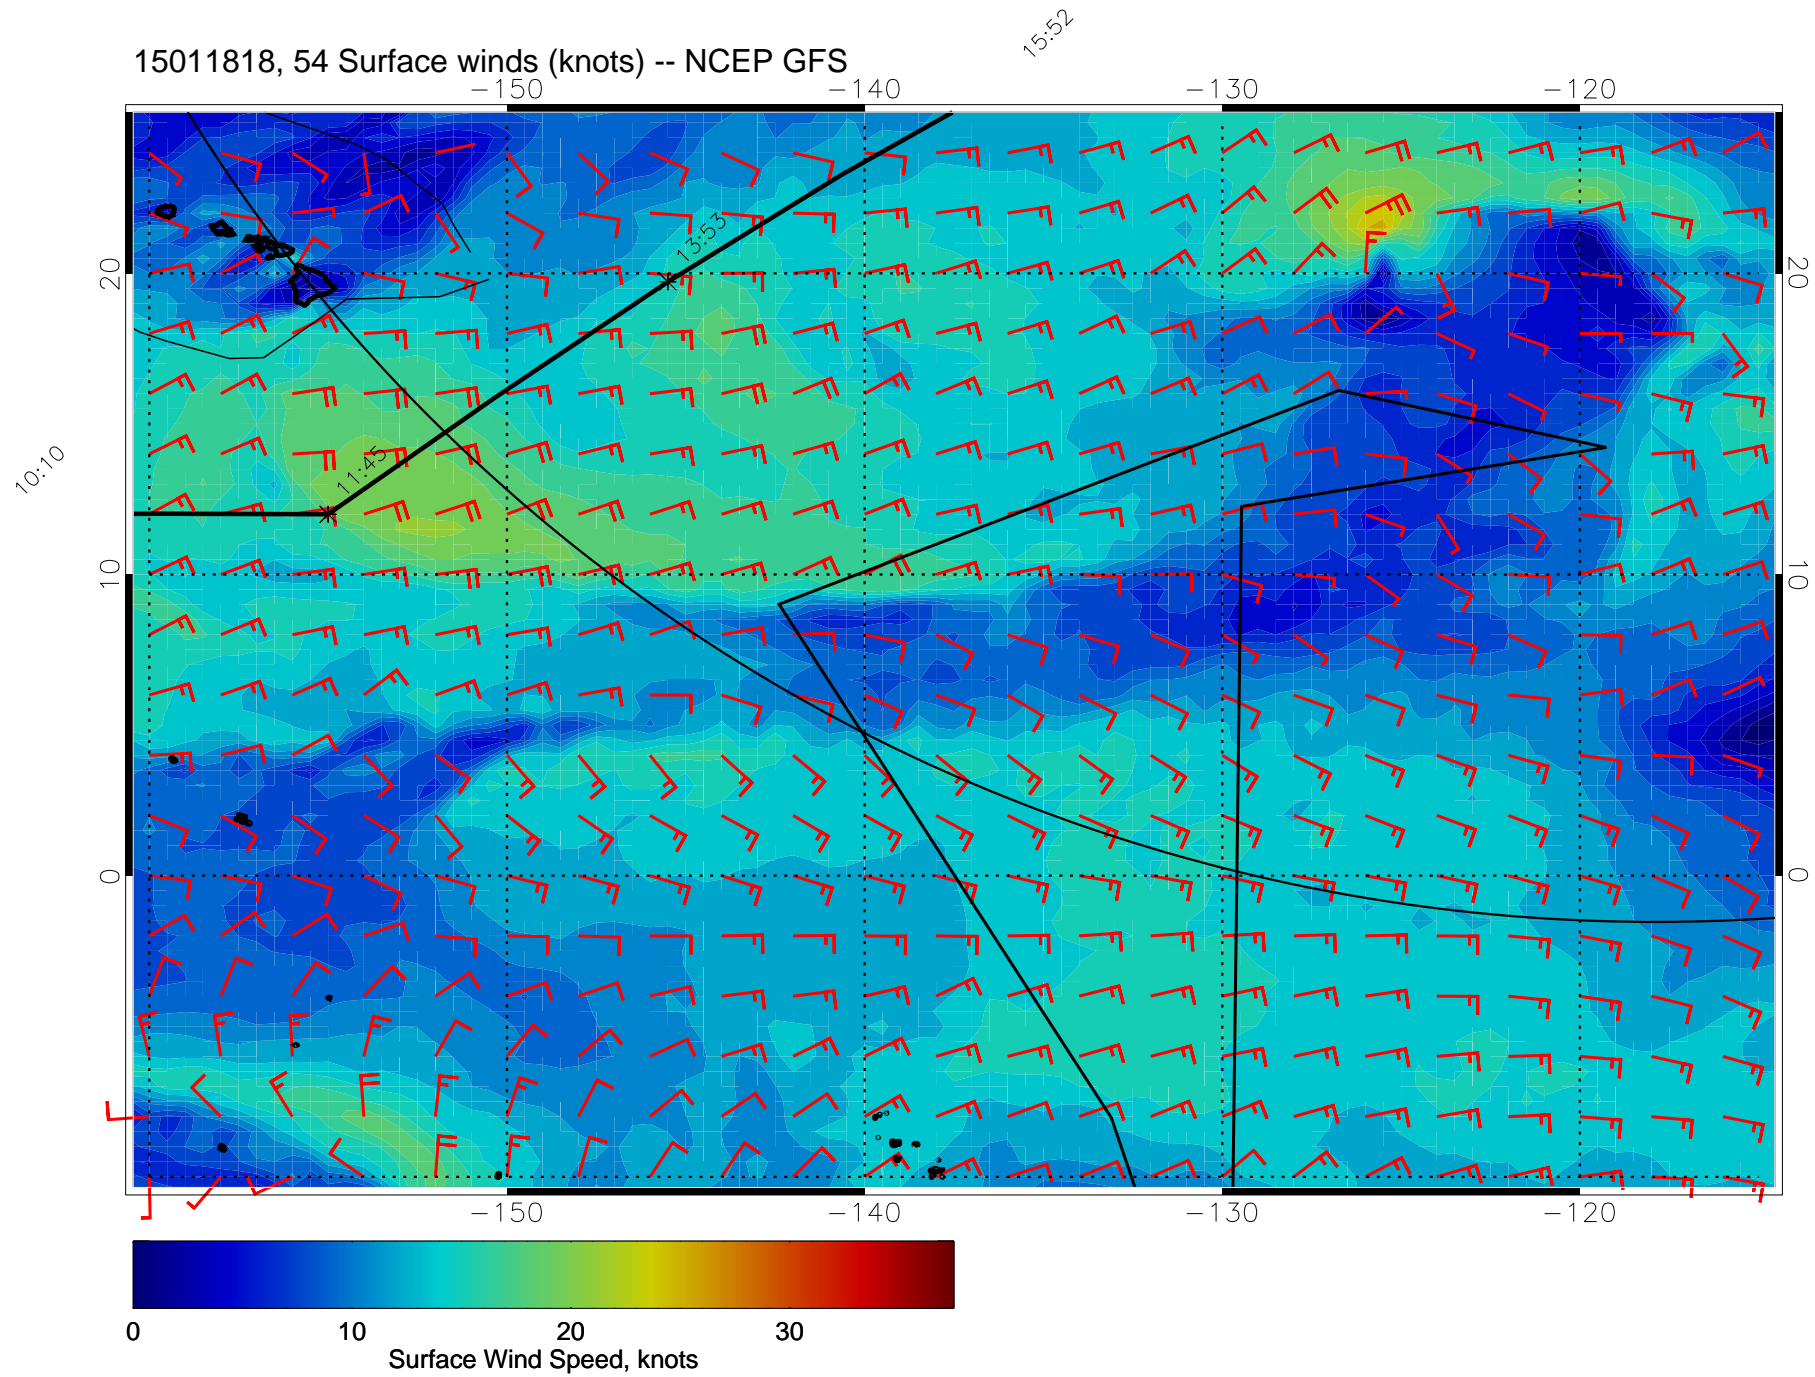 15:52
15011818, 54 Surface winds (knots) -- NCEP GFS
-150 -140 -130 -120
13:53
20 20
11:45
10:10
10 10
0 0
-150 -140 -130 -120
0 10 20 30
Surface Wind Speed, knots